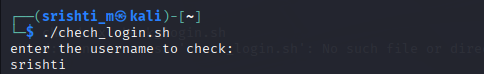 ┌──(srishti_m㉿kali)-[~]
└─$ ./chech_login.sh
enter the username to check:
srishti